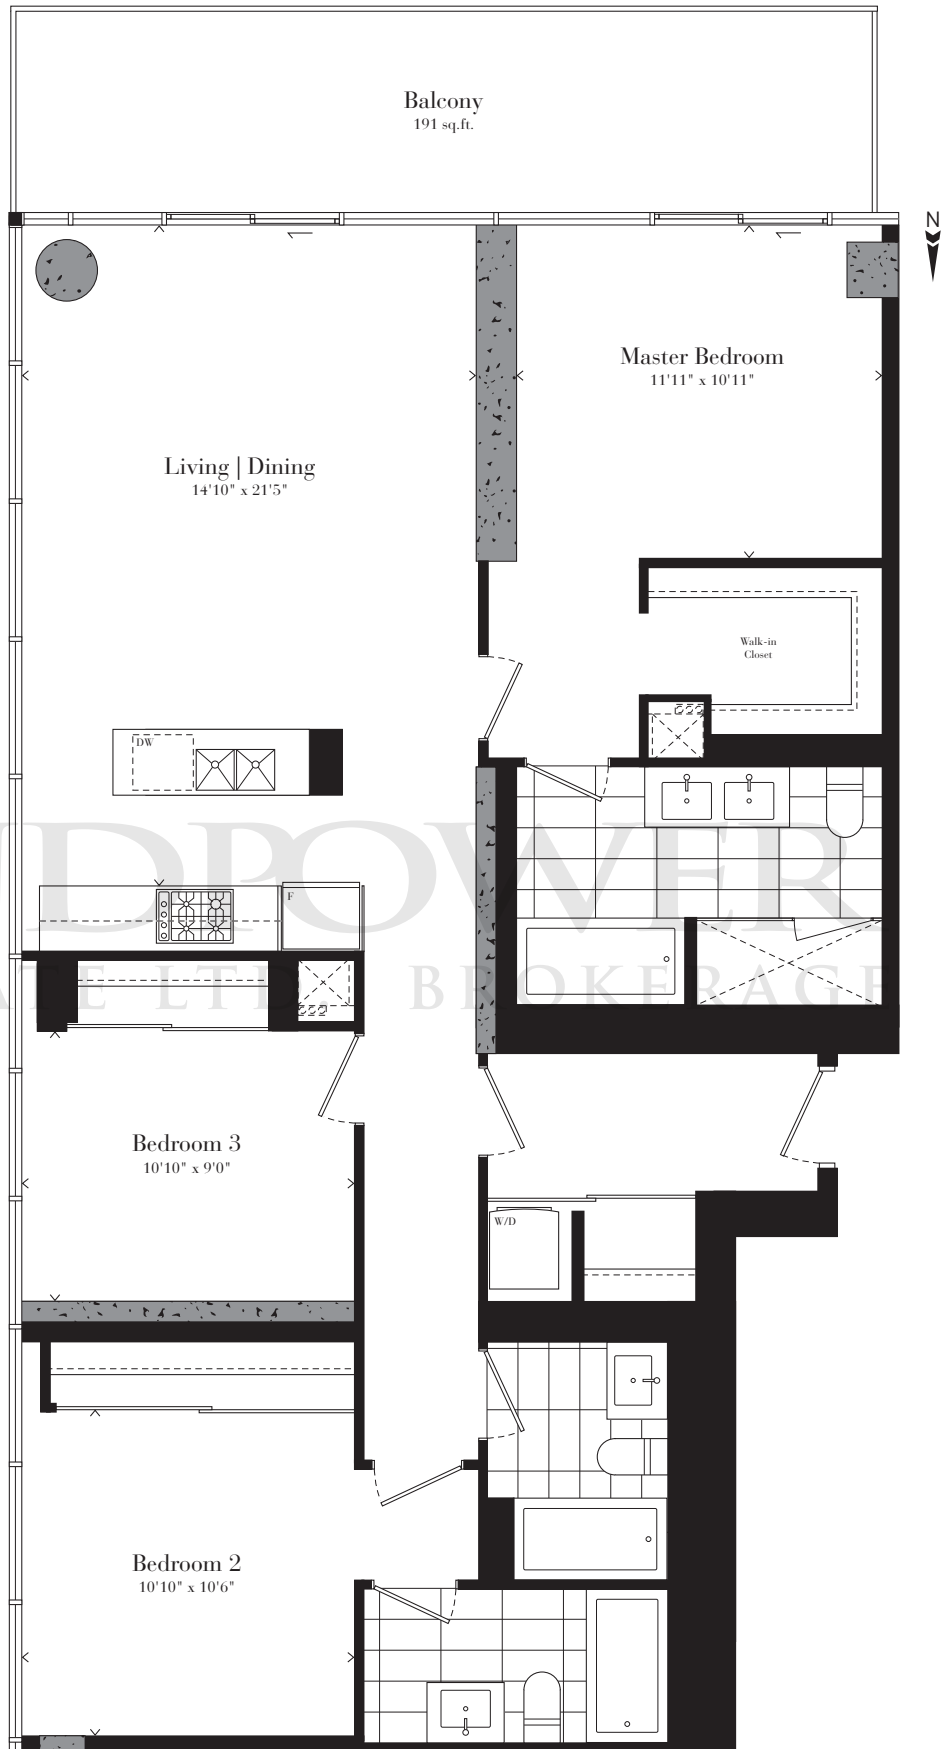 Balcony
191 sq.ft.
N
Master Bedroom
11'11" x 10'11"
Living | Dining
14'10" x 21'5"
Walk-in
Closet
DW
NDPOWER
F
ATE LTD. BROKERAGE
Bedroom 3
10'10" x 9'0"
W/D
Bedroom 2
10'10" x 10'6"